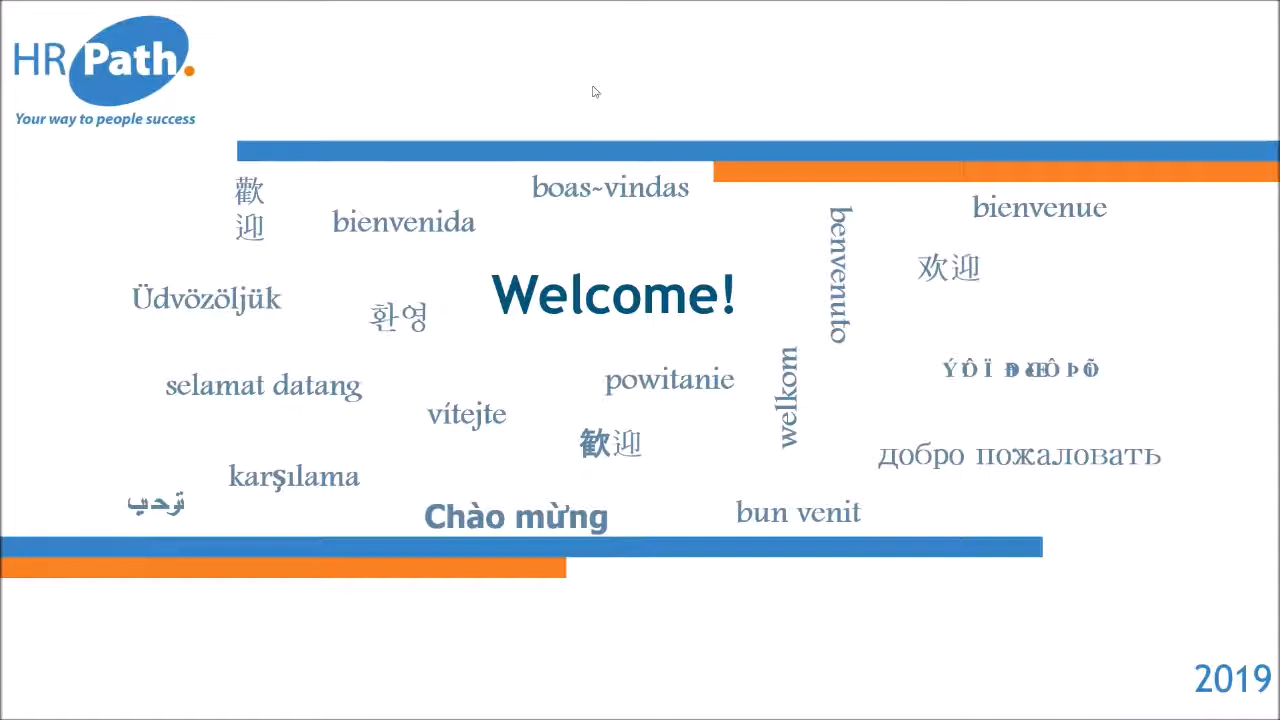 HR Path.
Your way to people success
歡迎
boas~vindas
bienvenida
benvenuto
bienvenue
欢迎
Üdvözöljük
환영
Welcome!
selamat datang
vítejte
powitanie
welkom
歡迎
добро пожаловать
karşılama
Chào mừng
bun venit
2019